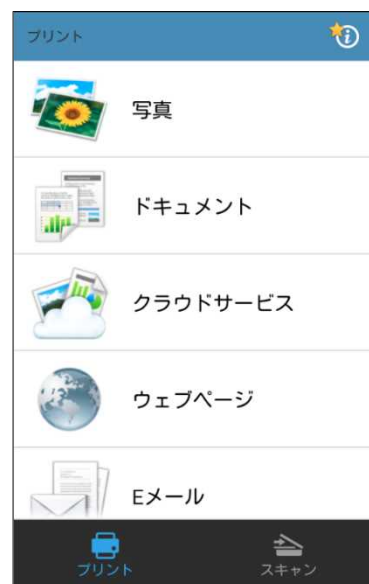 プリント
写真
ドキュメント
クラウドサービス
ウェブページ
Eメール
プリント
スキャン